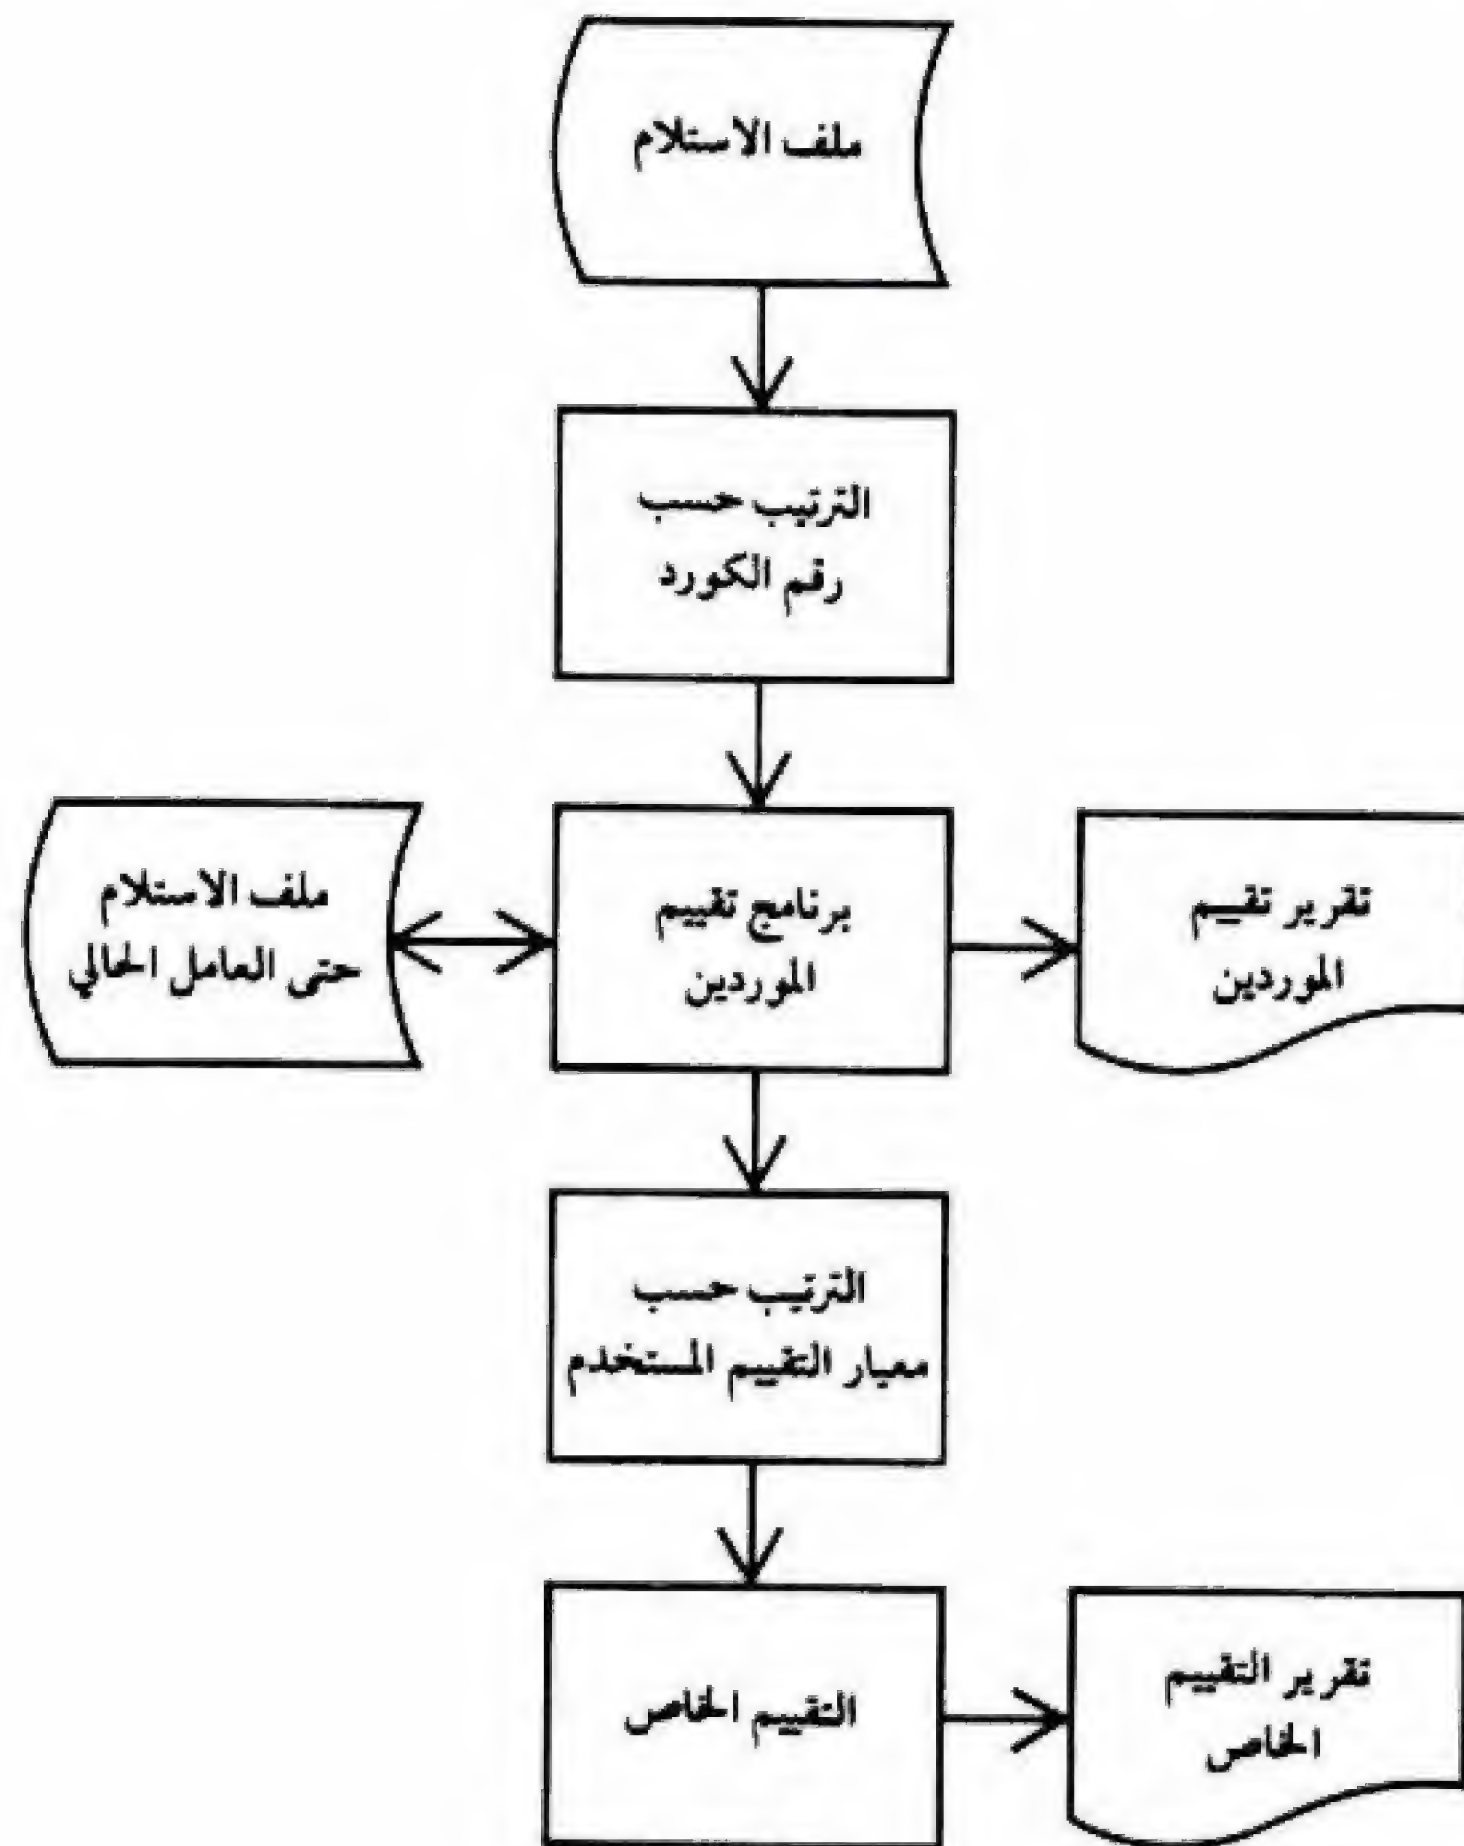 ملف الاستلام
الترتيب حسب
رقم الكورد
برنامج تقييم
الموردين
تقرير تقييم
الموردين
ملف الاستلام
حتى العامل الحالي
الترتيب حسب
معيار التقييم المستخدم
التقييم الخاص
تقرير التقييم
الخاص